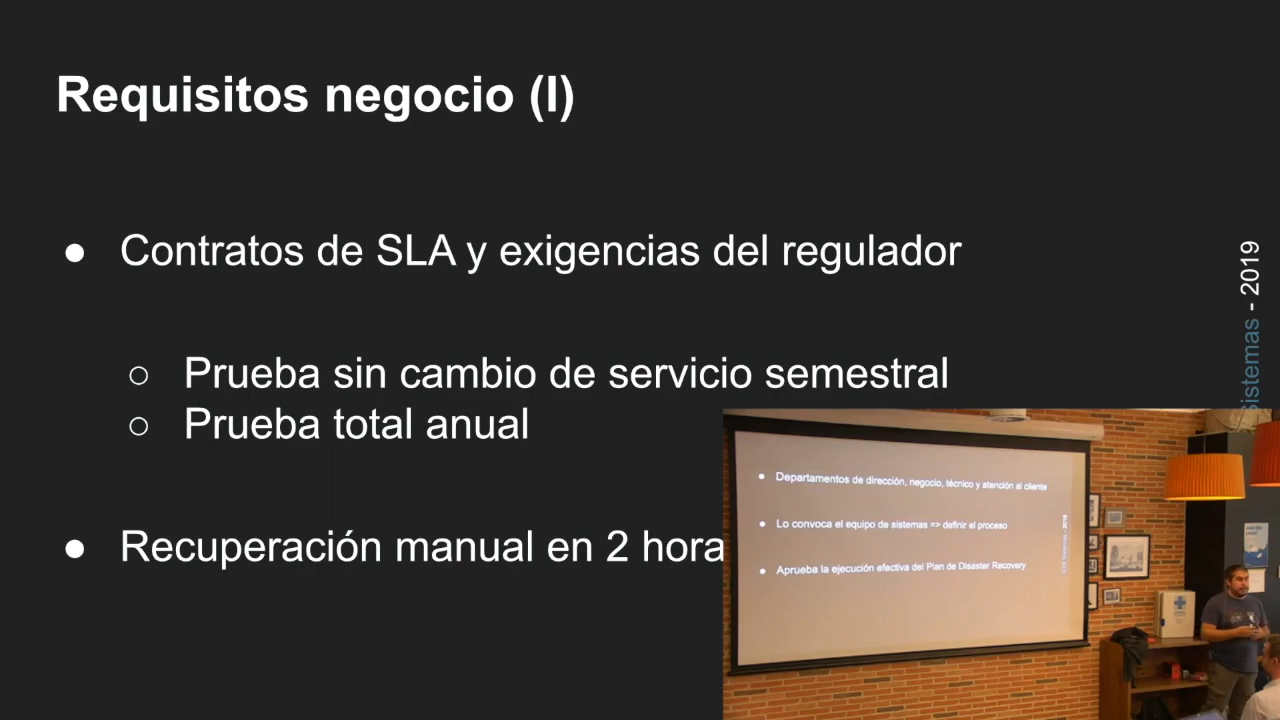 Requisitos negocio (I)
● Contratos de SLA y exigencias del regulador
○ Prueba sin cambio de servicio semestral
○ Prueba total anual
● Recuperación manual en 2 hora
Sistemas - 2019
● Departamentos de dirección, negocio, técnico y atención al cliente
● Lo convoca el equipo de sistemas => definir el proceso
● Aprueba la ejecución efectiva del Plan de Disaster Recovery